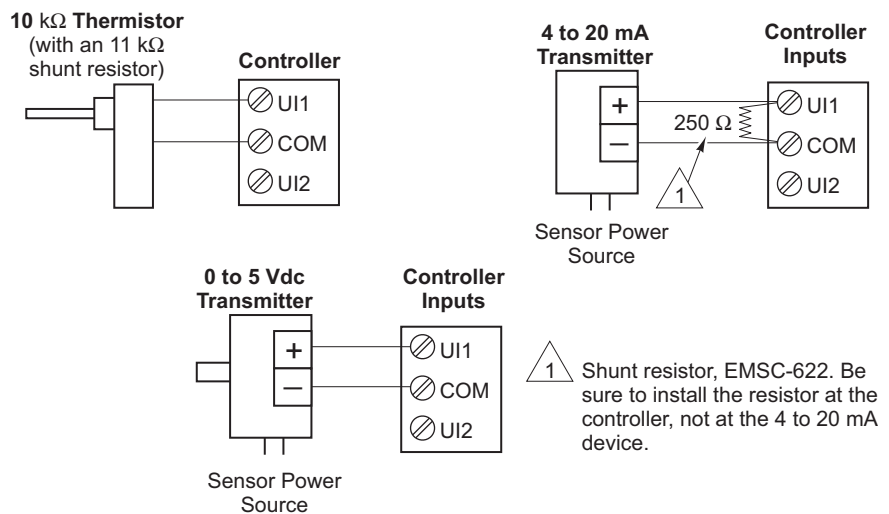 10 kΩ Thermistor
(with an 11 kΩ
shunt resistor)
Controller
UI1
COM
UI2
4 to 20 mA
Transmitter
Controller
Inputs
+
−
250 Ω
UI1
COM
UI2
1
Sensor Power
Source
0 to 5 Vdc
Transmitter
Controller
Inputs
+
−
UI1
COM
UI2
Sensor Power
Source
1
Shunt resistor, EMSC-622. Be
sure to install the resistor at the
controller, not at the 4 to 20 mA
device.